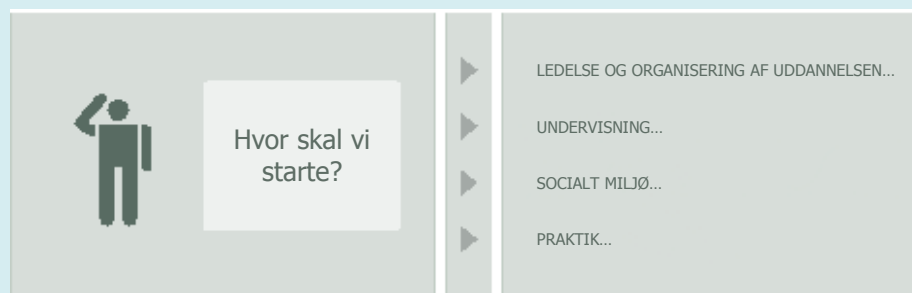 Hvor skal vi
starte?
LEDELSE OG ORGANISERING AF UDDANNELSEN…
UNDERVISNING…
SOCIALT MILJØ…
PRAKTIK…